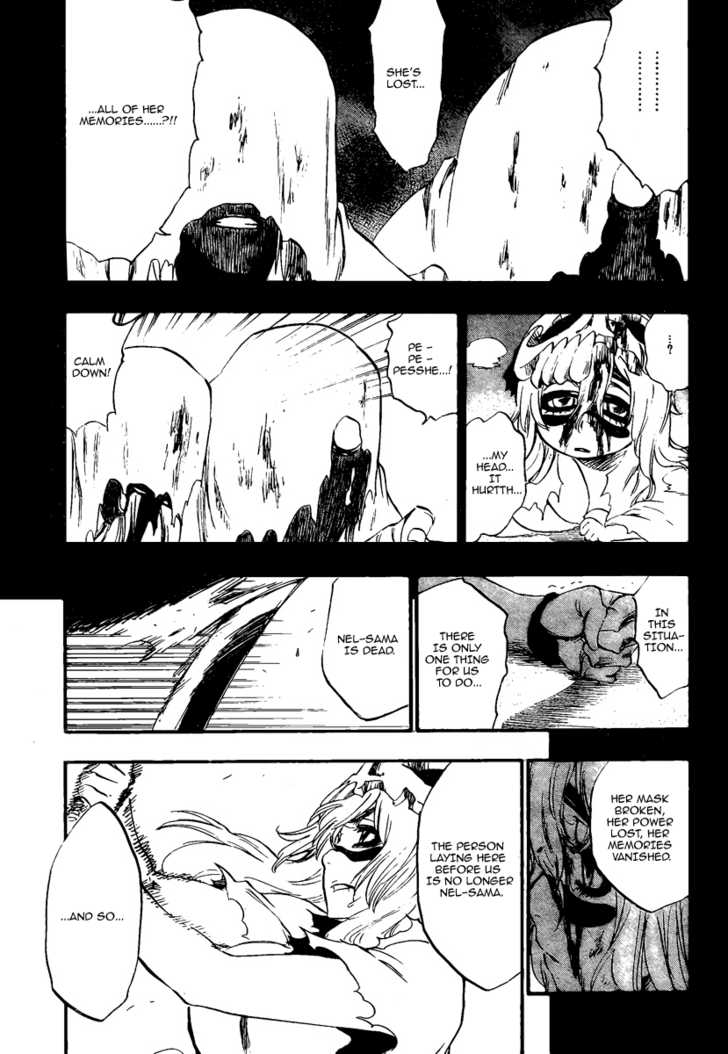 ............
SHE'S
LOST...
...ALL OF HER
MEMORIES......?!!
...?
...MY
HEAD...
IT
HURTTH...
PE -
PE -
PESSHE...!
CALM
DOWN!
IN
THIS
SITUA-
TION...
THERE
IS ONLY
ONE THING
FOR US
TO DO...
NEL-SAMA
IS DEAD.
HER MASK
BROKEN,
HER POWER
LOST, HER
MEMORIES
VANISHED.
THE PERSON
LAYING HERE
BEFORE US
IS NO LONGER
NEL-SAMA.
...AND SO...